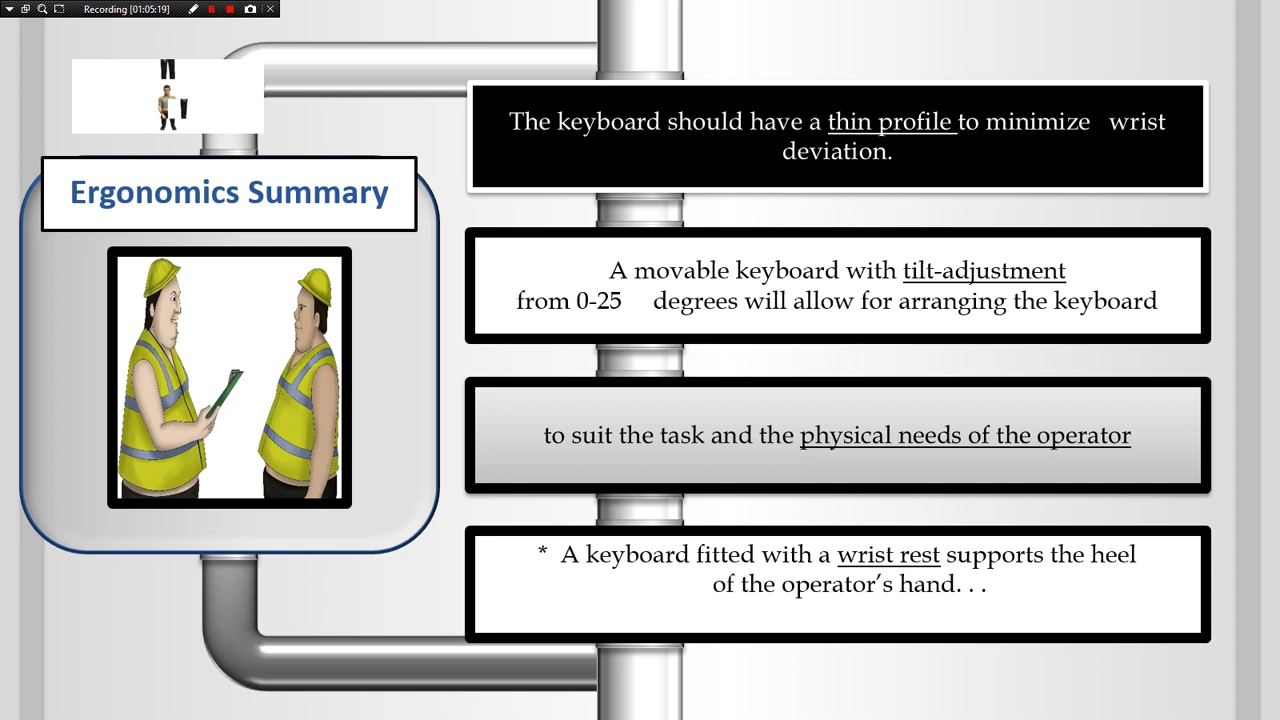 Recording [01:05:19]
The keyboard should have a thin profile to minimize wrist
deviation.
Ergonomics Summary
A movable keyboard with tilt-adjustment
from 0-25 degrees will allow for arranging the keyboard
to suit the task and the physical needs of the operator
* A keyboard fitted with a wrist rest supports the heel
of the operator’s hand. . .